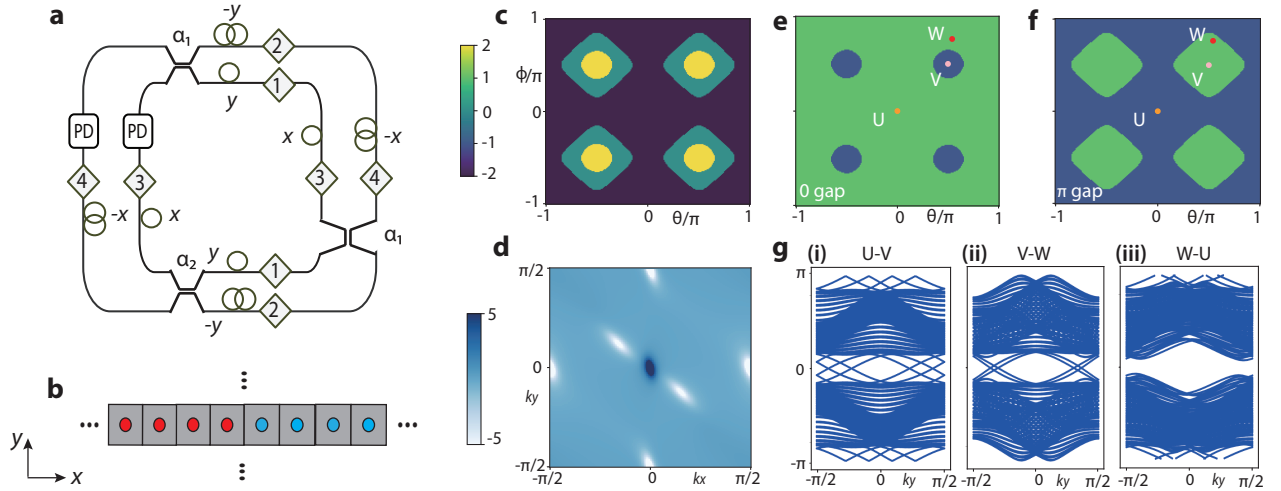 a
-y
α₁
2
y
1
PD
PD
x
-x
4
3
3
4
-x
x
α₁
α₂
y
1
2
-y
b
y
x
c
2
1
0
-1
-2
1
ϕ/π
0
-1
-1
0
θ/π
1
d
5
-5
π/2
0
ky
-π/2
-π/2
0
kx
π/2
e
W
V
U
0 gap
-1
0
θ/π
1
f
W
V
U
π gap
-1
0
θ/π
1
g
(i)
U-V
(ii)
V-W
(iii)
W-U
π
0
-π
-π/2
0
ky
π/2
-π/2
0
ky
π/2
-π/2
0
ky
π/2